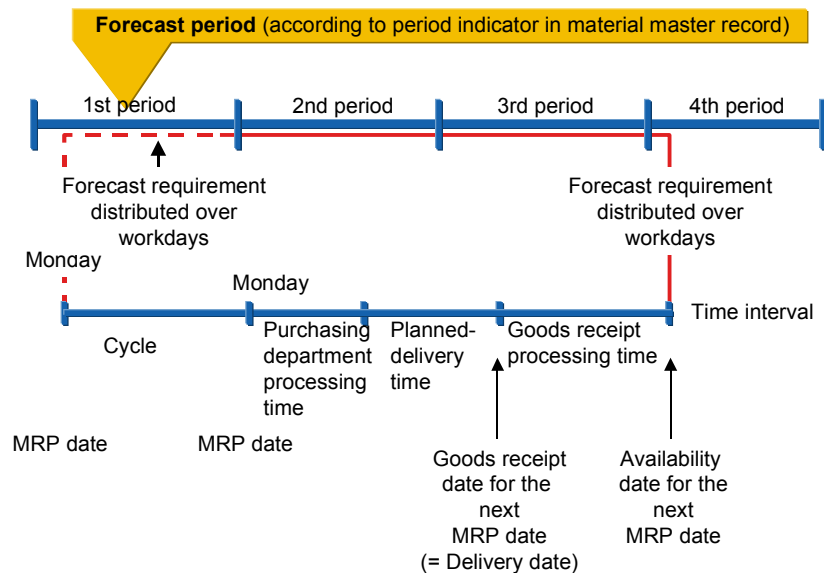 Forecast period (according to period indicator in material master record)
1st period
2nd period
3rd period
4th period
Forecast requirement
distributed over
workdays
Forecast requirement
distributed over
workdays
Monday
Monday
Time interval
Cycle
Purchasing
department
processing
time
Planned-
delivery
time
Goods receipt
processing time
MRP date
MRP date
Goods receipt
date for the
next
MRP date
(= Delivery date)
Availability
date for the
next
MRP date